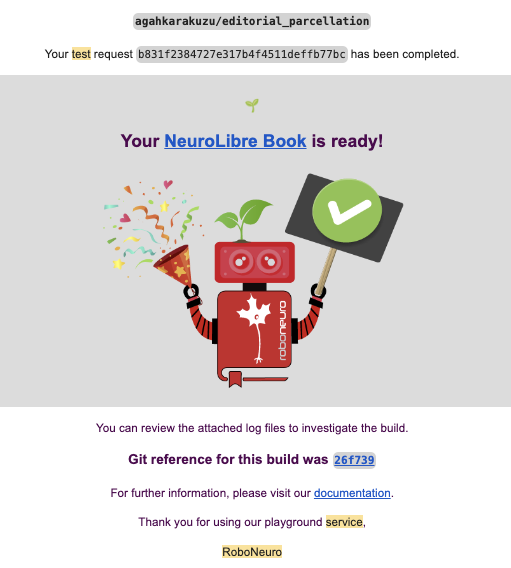 agahkarakuzu/editorial_parcellation
Your test request b831f2384727e317b4f4511deffb77bc has been completed.
Your NeuroLibre Book is ready!
roboneuro
You can review the attached log files to investigate the build.
Git reference for this build was 26f739
For further information, please visit our documentation.
Thank you for using our playground service,
RoboNeuro